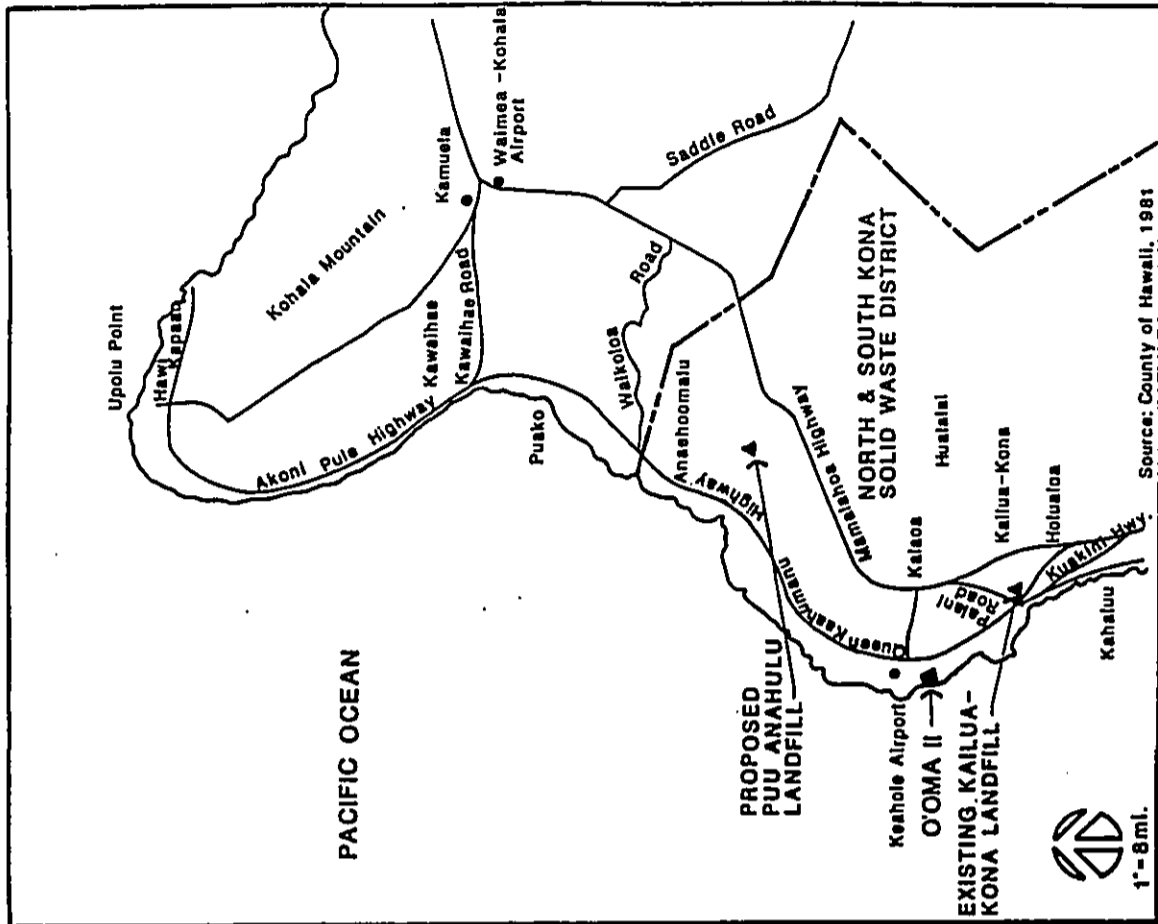 Upolu Point
Hawi
Kapaau
Kohala Mountain
Kamuela
Waimea-Kohala
Airport
Akoni Pule Highway
Kawaihae
Kawaihae Road
Saddle Road
Puako
Waikoloa
Road
Anaehoomalu
PACIFIC OCEAN
Highway
Mamalahoa Highway
NORTH & SOUTH KONA
SOLID WASTE DISTRICT
PROPOSED
PUU ANAHULU
LANDFILL
Queen Kaahumanu
Kalaoa
Hualalai
Keahole Airport
O'OMA II
Palani
Road
Kailua-Kona
Holualoa
EXISTING KAILUA-
KONA LANDFILL
Kuakini Hwy.
Kahaluu
1"=8mi.
Source: County of Hawaii, 1981